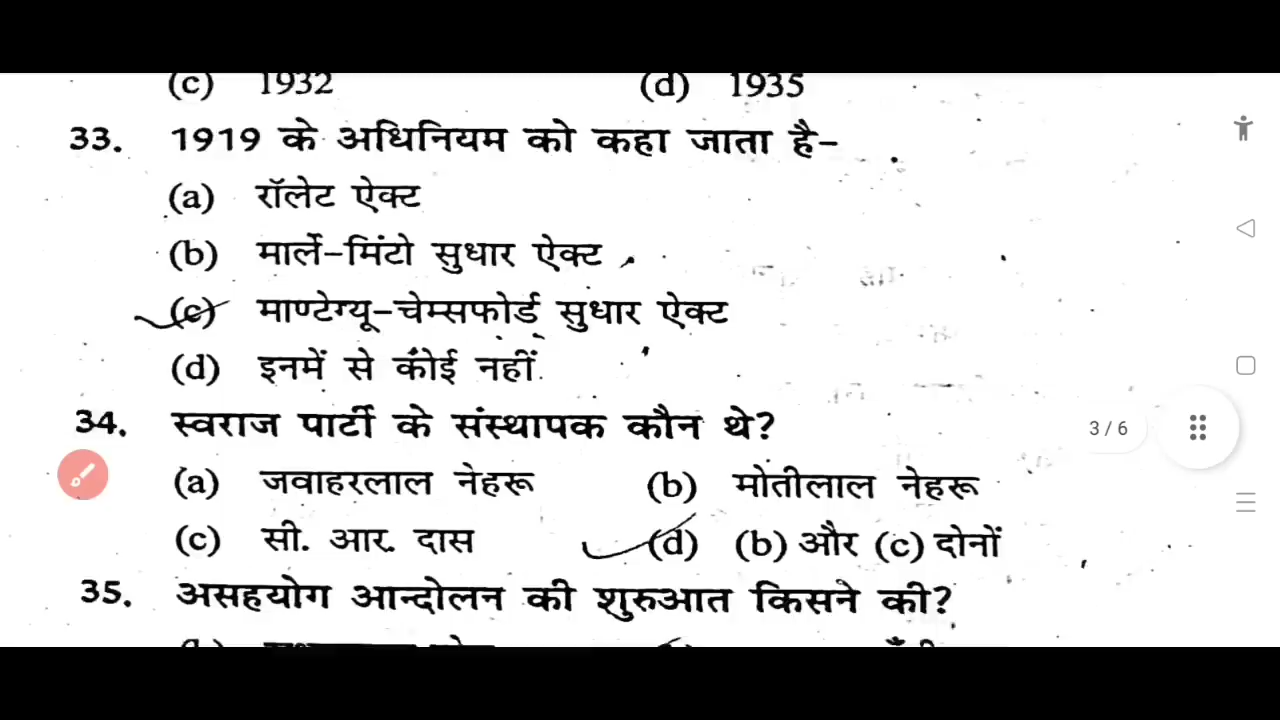 (c) 1932 (d) 1935
33. 1919 के अधिनियम को कहा जाता है-
(a) रॉलेट ऐक्ट
(b) मार्ले-मिंटो सुधार ऐक्ट
(c) माण्टेग्यू-चेम्सफोर्ड सुधार ऐक्ट
(d) इनमें से कोई नहीं
34. स्वराज पार्टी के संस्थापक कौन थे?
3/6
(a) जवाहरलाल नेहरू (b) मोतीलाल नेहरू
(c) सी. आर. दास (d) (b) और (c) दोनों
35. असहयोग आन्दोलन की शुरुआत किसने की?